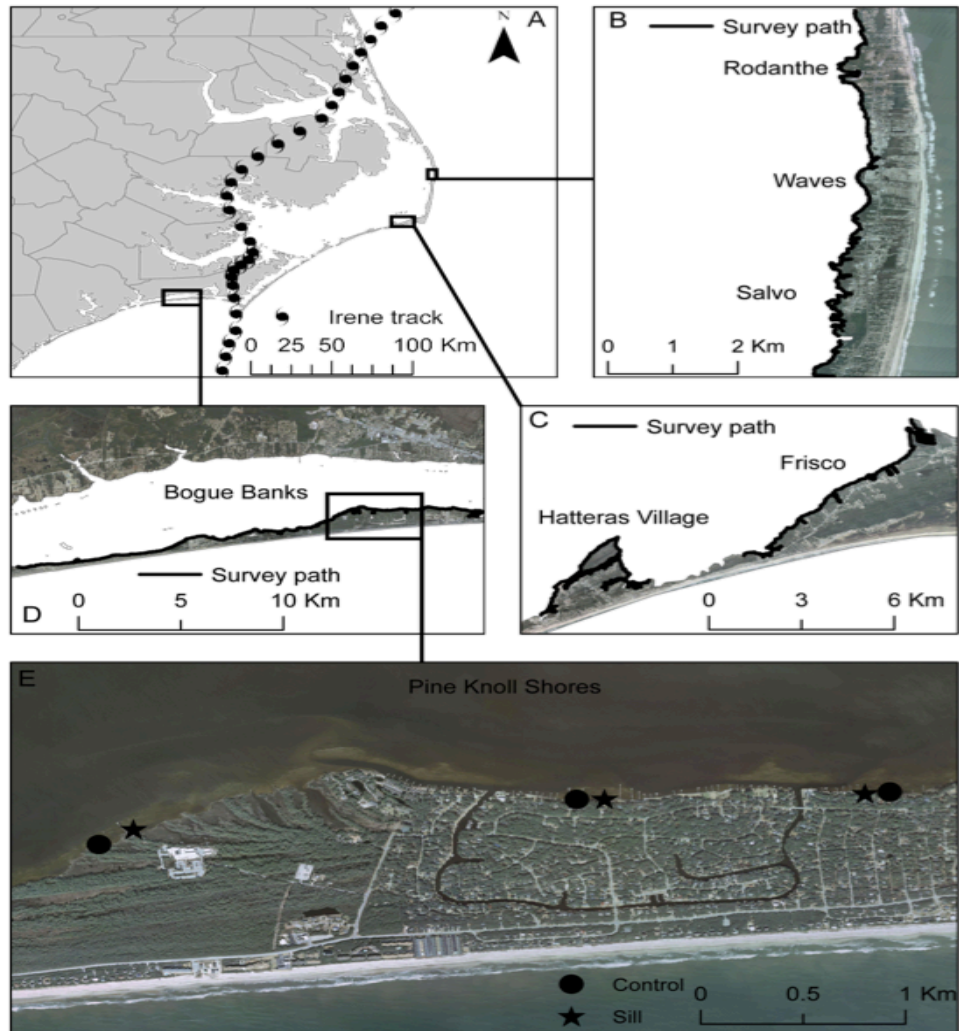 A
N
Irene track
0 25 50 100 Km
B
Survey path
Rodanthe
Waves
Salvo
0 1 2 Km
C
Survey path
Frisco
Hatteras Village
0 3 6 Km
Bogue Banks
Survey path
D 0 5 10 Km
E
Pine Knoll Shores
Control
Sill
0 0.5 1 Km